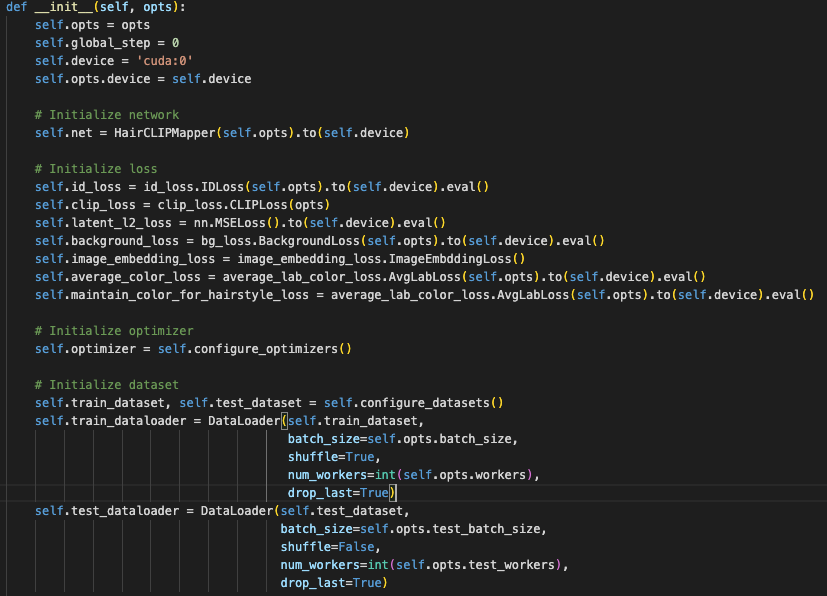 def __init__(self, opts):
    self.opts = opts
    self.global_step = 0
    self.device = 'cuda:0'
    self.opts.device = self.device

    # Initialize network
    self.net = HairCLIPMapper(self.opts).to(self.device)

    # Initialize loss
    self.id_loss = id_loss.IDLoss(self.opts).to(self.device).eval()
    self.clip_loss = clip_loss.CLIPLoss(opts)
    self.latent_l2_loss = nn.MSELoss().to(self.device).eval()
    self.background_loss = bg_loss.BackgroundLoss(self.opts).to(self.device).eval()
    self.image_embedding_loss = image_embedding_loss.ImageEmbddingLoss()
    self.average_color_loss = average_lab_color_loss.AvgLabLoss(self.opts).to(self.device).eval()
    self.maintain_color_for_hairstyle_loss = average_lab_color_loss.AvgLabLoss(self.opts).to(self.device).eval()

    # Initialize optimizer
    self.optimizer = self.configure_optimizers()

    # Initialize dataset
    self.train_dataset, self.test_dataset = self.configure_datasets()
    self.train_dataloader = DataLoader(self.train_dataset,
                                       batch_size=self.opts.batch_size,
                                       shuffle=True,
                                       num_workers=int(self.opts.workers),
                                       drop_last=True)
    self.test_dataloader = DataLoader(self.test_dataset,
                                      batch_size=self.opts.test_batch_size,
                                      shuffle=False,
                                      num_workers=int(self.opts.test_workers),
                                      drop_last=True)